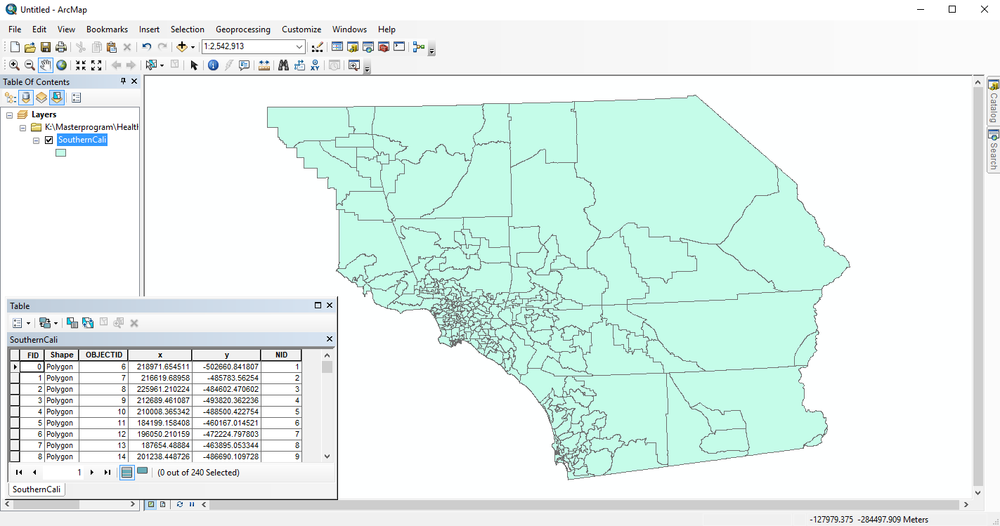 Untitled - ArcMap
File Edit View Bookmarks Insert Selection Geoprocessing Customize Windows Help
1:2,542,913
XY
Table Of Contents
Layers
K:\Masterprogram\Health
SouthernCali
Catalog
Search
Table
SouthernCali
FID Shape OBJECTID x y NID
0 Polygon 6 218971.654511 -502660.841807 1
1 Polygon 7 216619.68958 -485783.56254 2
2 Polygon 8 225961.210224 -484602.470602 3
3 Polygon 9 212689.461087 -493820.362236 4
4 Polygon 10 210008.365342 -488500.422754 5
5 Polygon 11 184199.158408 -460167.014521 6
6 Polygon 12 196050.210159 -472224.797803 7
7 Polygon 13 187654.48884 -463895.053344 8
8 Polygon 14 201238.448726 -486690.109728 9
1 (0 out of 240 Selected)
SouthernCali
-127979.375 -284497.909 Meters